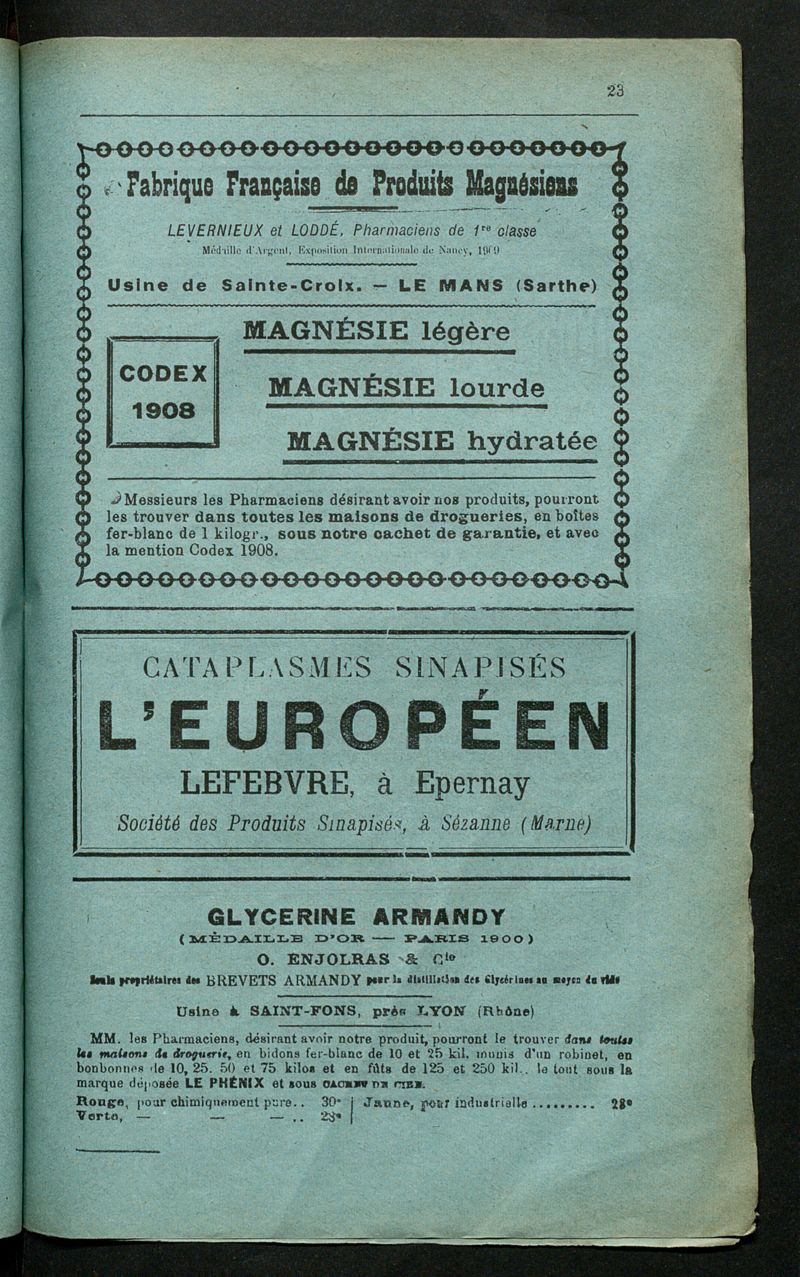 23
Fabrique Française de Produits Magnésiens
LEVERNIEUX et LODDÉ, Pharmaciens de 1re classe
Médaille d'Argent, Exposition Internationale de Nancy, 1909
Usine de Sainte-Croix. — LE MANS (Sarthe)
CODEX
1908
MAGNÉSIE légère
MAGNÉSIE lourde
MAGNÉSIE hydratée
Messieurs les Pharmaciens désirant avoir nos produits, pourront
les trouver dans toutes les maisons de drogueries, en boîtes
fer-blanc de 1 kilogr., sous notre cachet de garantie, et avec
la mention Codex 1908.
CATAPLASMES SINAPISÉS
L'EUROPÉEN
LEFEBVRE, à Epernay
Société des Produits Sinapisés, à Sézanne (Marne)
GLYCERINE ARMANDY
(MÉDAILLE D'OR — PARIS 1900)
O. ENJOLRAS & Cie
Seuls propriétaires des BREVETS ARMANDY pour la distillation des Glycérines au moyen du vide
Usine à SAINT-FONS, près LYON (Rhône)
MM. les Pharmaciens, désirant avoir notre produit, pourront le trouver dans toutes
les maisons de droguerie, en bidons fer-blanc de 10 et 25 kil. munis d'un robinet, en
bonbonnes de 10, 25. 50 et 75 kilos et en fûts de 125 et 250 kil.. le tout sous la
marque déposée LE PHÉNIX et sous
Rouge, pour chimiquement pure.. 30° | Jaune, pour industrielle ......... 28°
Verte, — — — .. 28° |